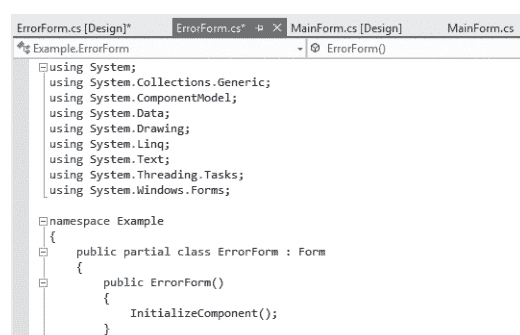 ErrorForm.cs [Design]* ErrorForm.cs* MainForm.cs [Design] MainForm.cs
Example.ErrorForm ErrorForm()
using System;
using System.Collections.Generic;
using System.ComponentModel;
using System.Data;
using System.Drawing;
using System.Linq;
using System.Text;
using System.Threading.Tasks;
using System.Windows.Forms;
namespace Example
{
public partial class ErrorForm : Form
{
public ErrorForm()
{
InitializeComponent();
}